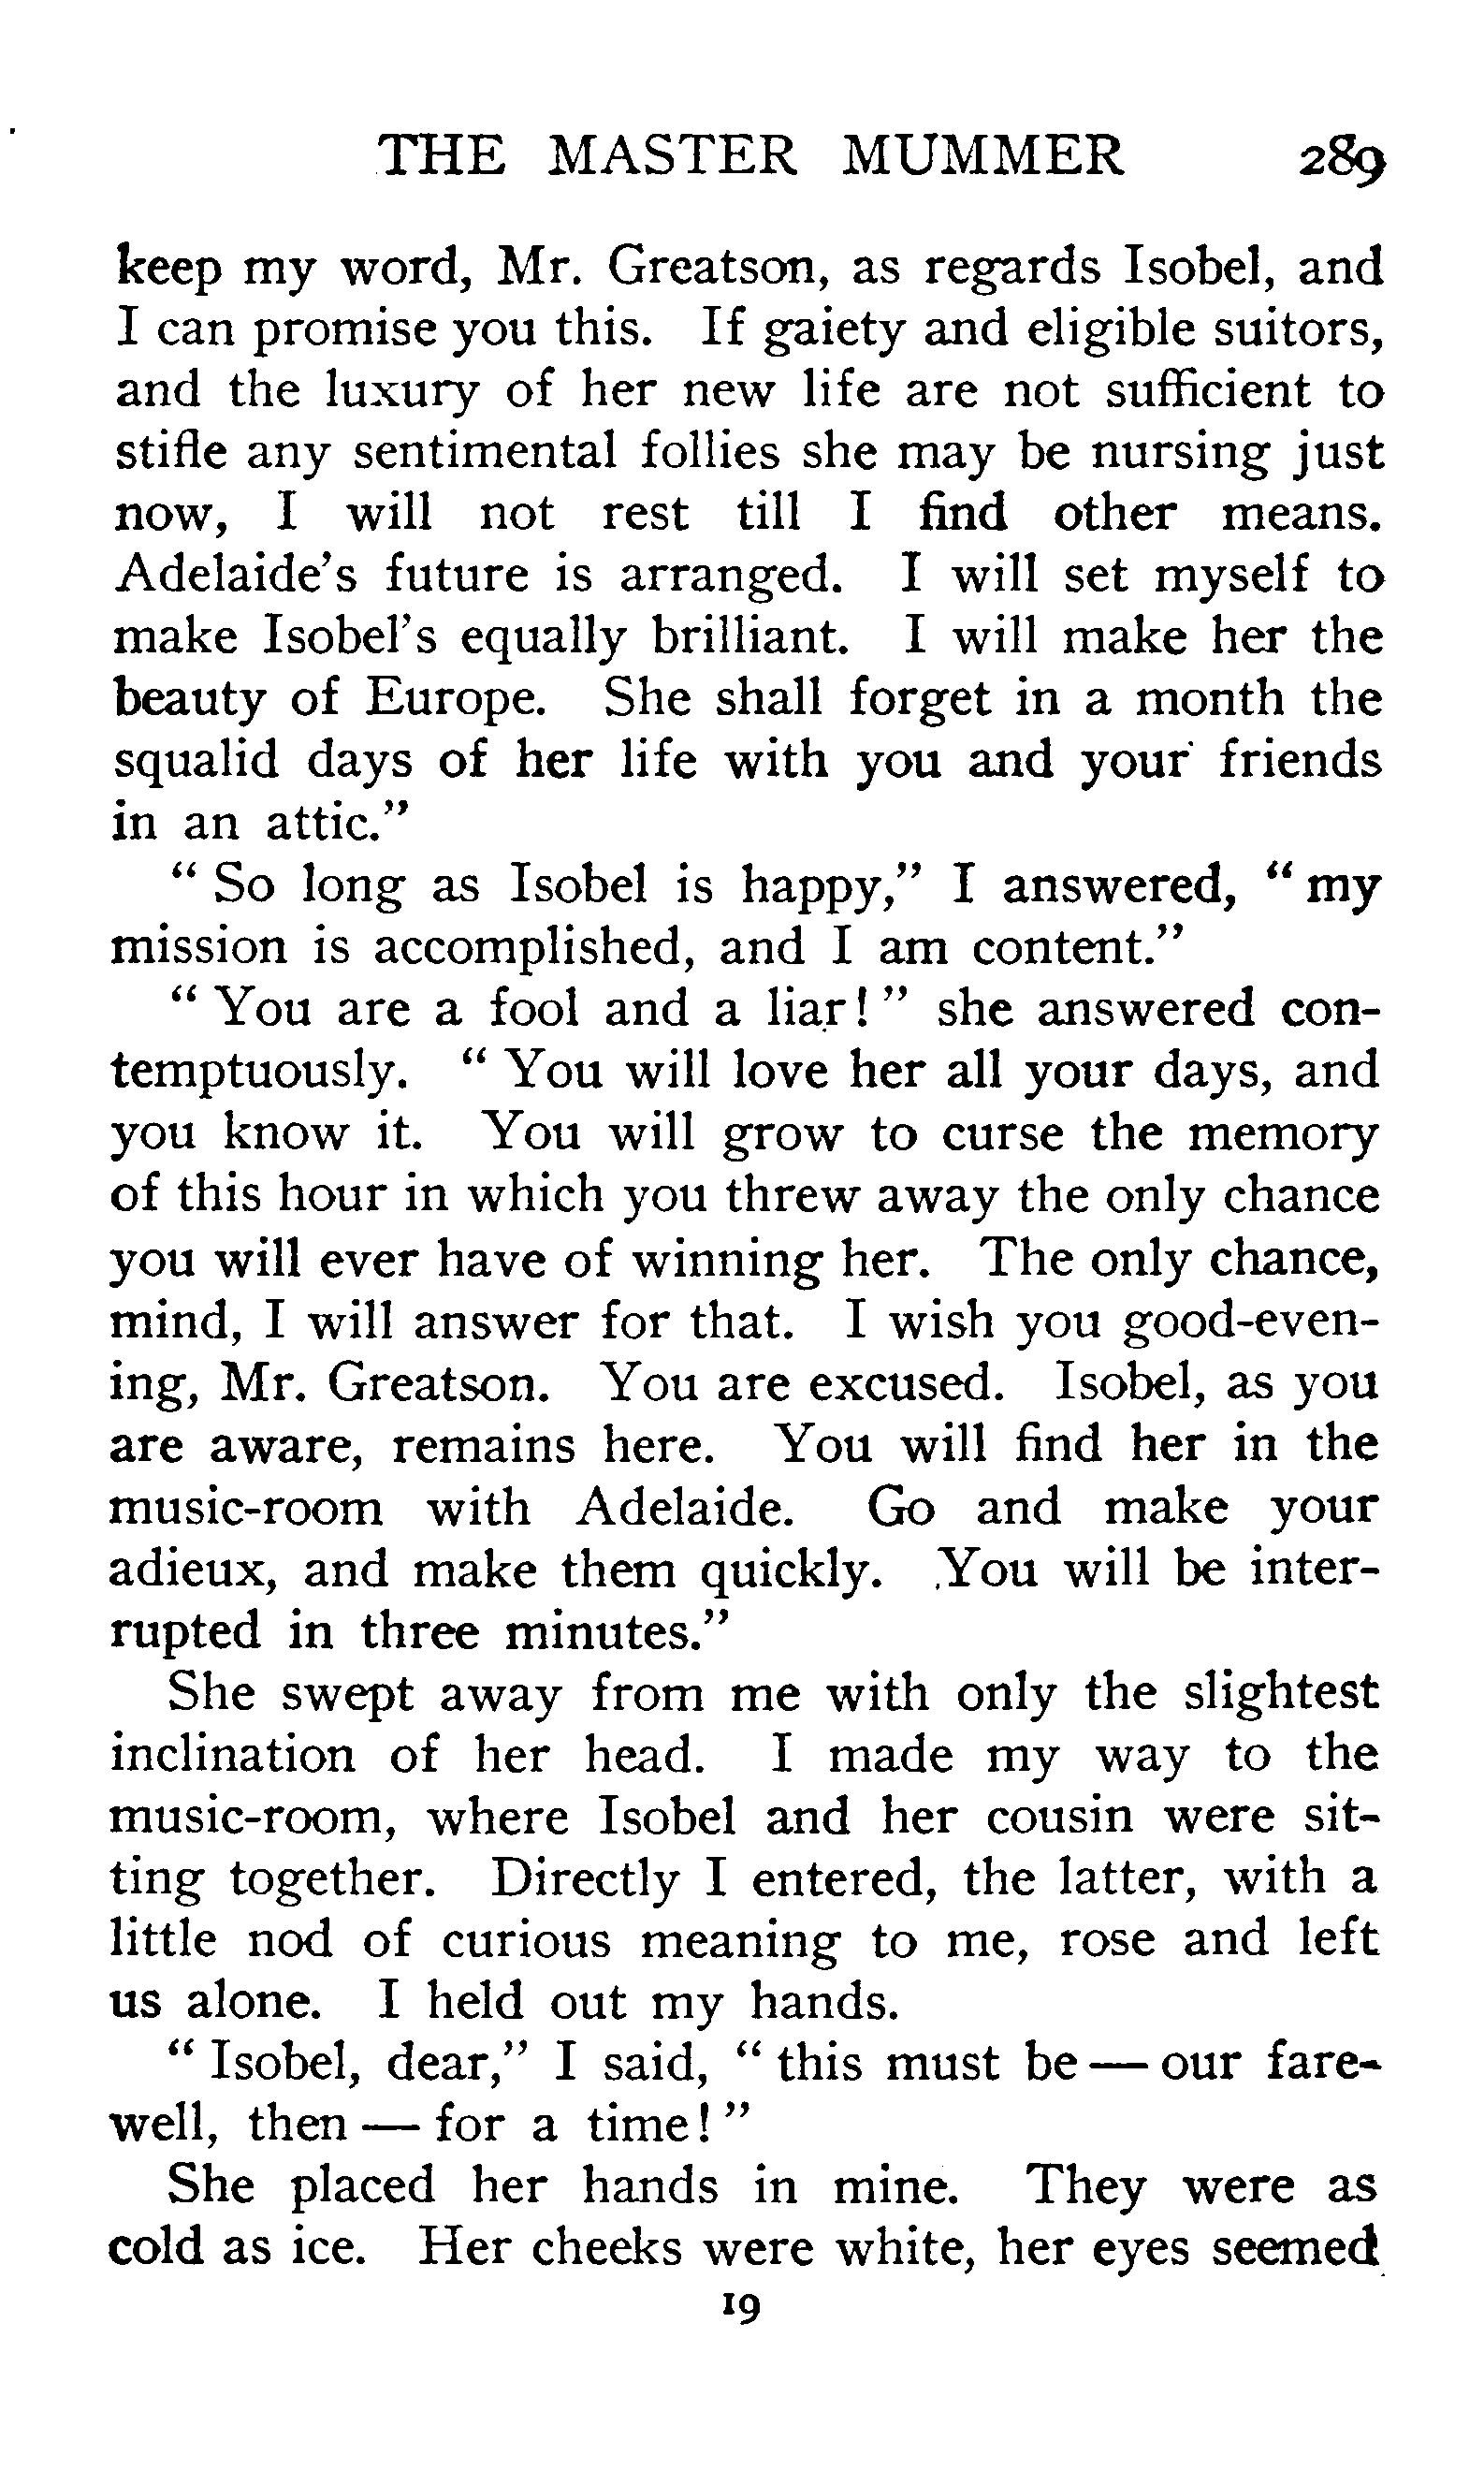 THE MASTER MUMMER 289
keep my word, Mr. Greatson, as regards Isobel, and
I can promise you this. If gaiety and eligible suitors,
and the luxury of her new life are not sufficient to
stifle any sentimental follies she may be nursing just
now, I will not rest till I find other means.
Adelaide's future is arranged. I will set myself to
make Isobel's equally brilliant. I will make her the
beauty of Europe. She shall forget in a month the
squalid days of her life with you and your friends
in an attic."
" So long as Isobel is happy," I answered, " my
mission is accomplished, and I am content."
" You are a fool and a liar! " she answered con-
temptuously. " You will love her all your days, and
you know it. You will grow to curse the memory
of this hour in which you threw away the only chance
you will ever have of winning her. The only chance,
mind, I will answer for that. I wish you good-even-
ing, Mr. Greatson. You are excused. Isobel, as you
are aware, remains here. You will find her in the
music-room with Adelaide. Go and make your
adieux, and make them quickly. You will be inter-
rupted in three minutes."
She swept away from me with only the slightest
inclination of her head. I made my way to the
music-room, where Isobel and her cousin were sit-
ting together. Directly I entered, the latter, with a
little nod of curious meaning to me, rose and left
us alone. I held out my hands.
" Isobel, dear," I said, " this must be — our fare-
well, then — for a time! "
She placed her hands in mine. They were as
cold as ice. Her cheeks were white, her eyes seemed
19